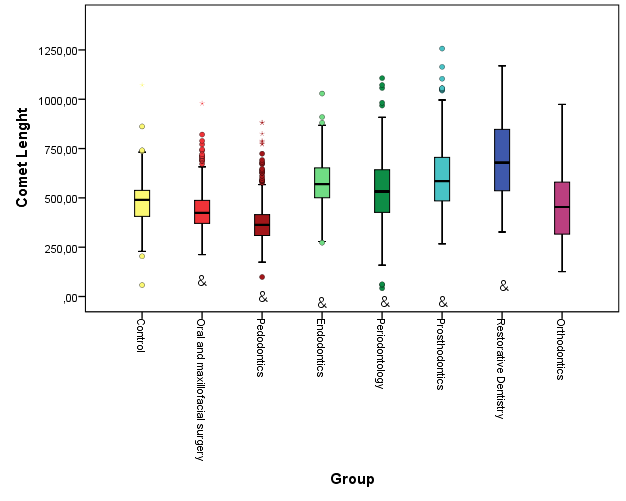 1250,00
1000,00
750,00
500,00
250,00
,00
Comet Lenght
&
&
&
&
&
&
Control
Oral and maxillofacial surgery
Pedodontics
Endodontics
Periodontology
Prosthodontics
Restorative Dentistry
Orthodontics
Group